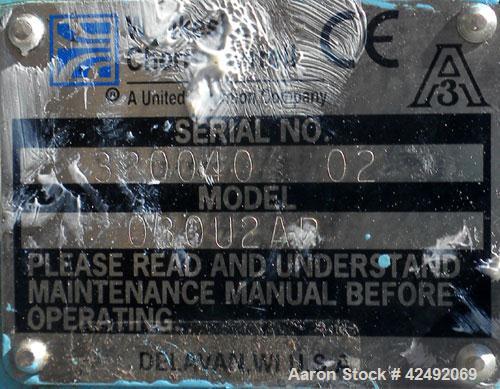 CE
® A United Company
3
A
SERIAL NO.
320040 02
MODEL
PLEASE READ AND UNDERSTAND
MAINTENANCE MANUAL BEFORE
OPERATING.
DELAVAN, WI U.S.A.
Aaron Stock #42492069